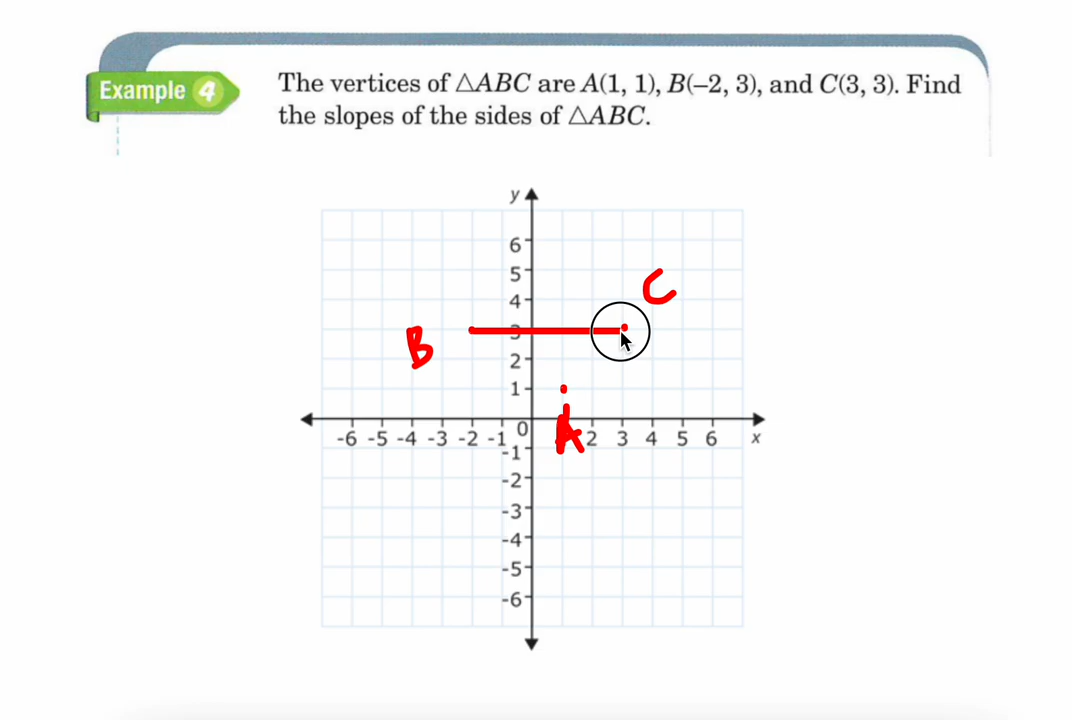 Example 4
The vertices of △ABC are A(1, 1), B(–2, 3), and C(3, 3). Find
the slopes of the sides of △ABC.
y
6
5
4
C
3
B
2
1
A
-6 -5 -4 -3 -2 -1 0 2 3 4 5 6 x
-1
-2
-3
-4
-5
-6